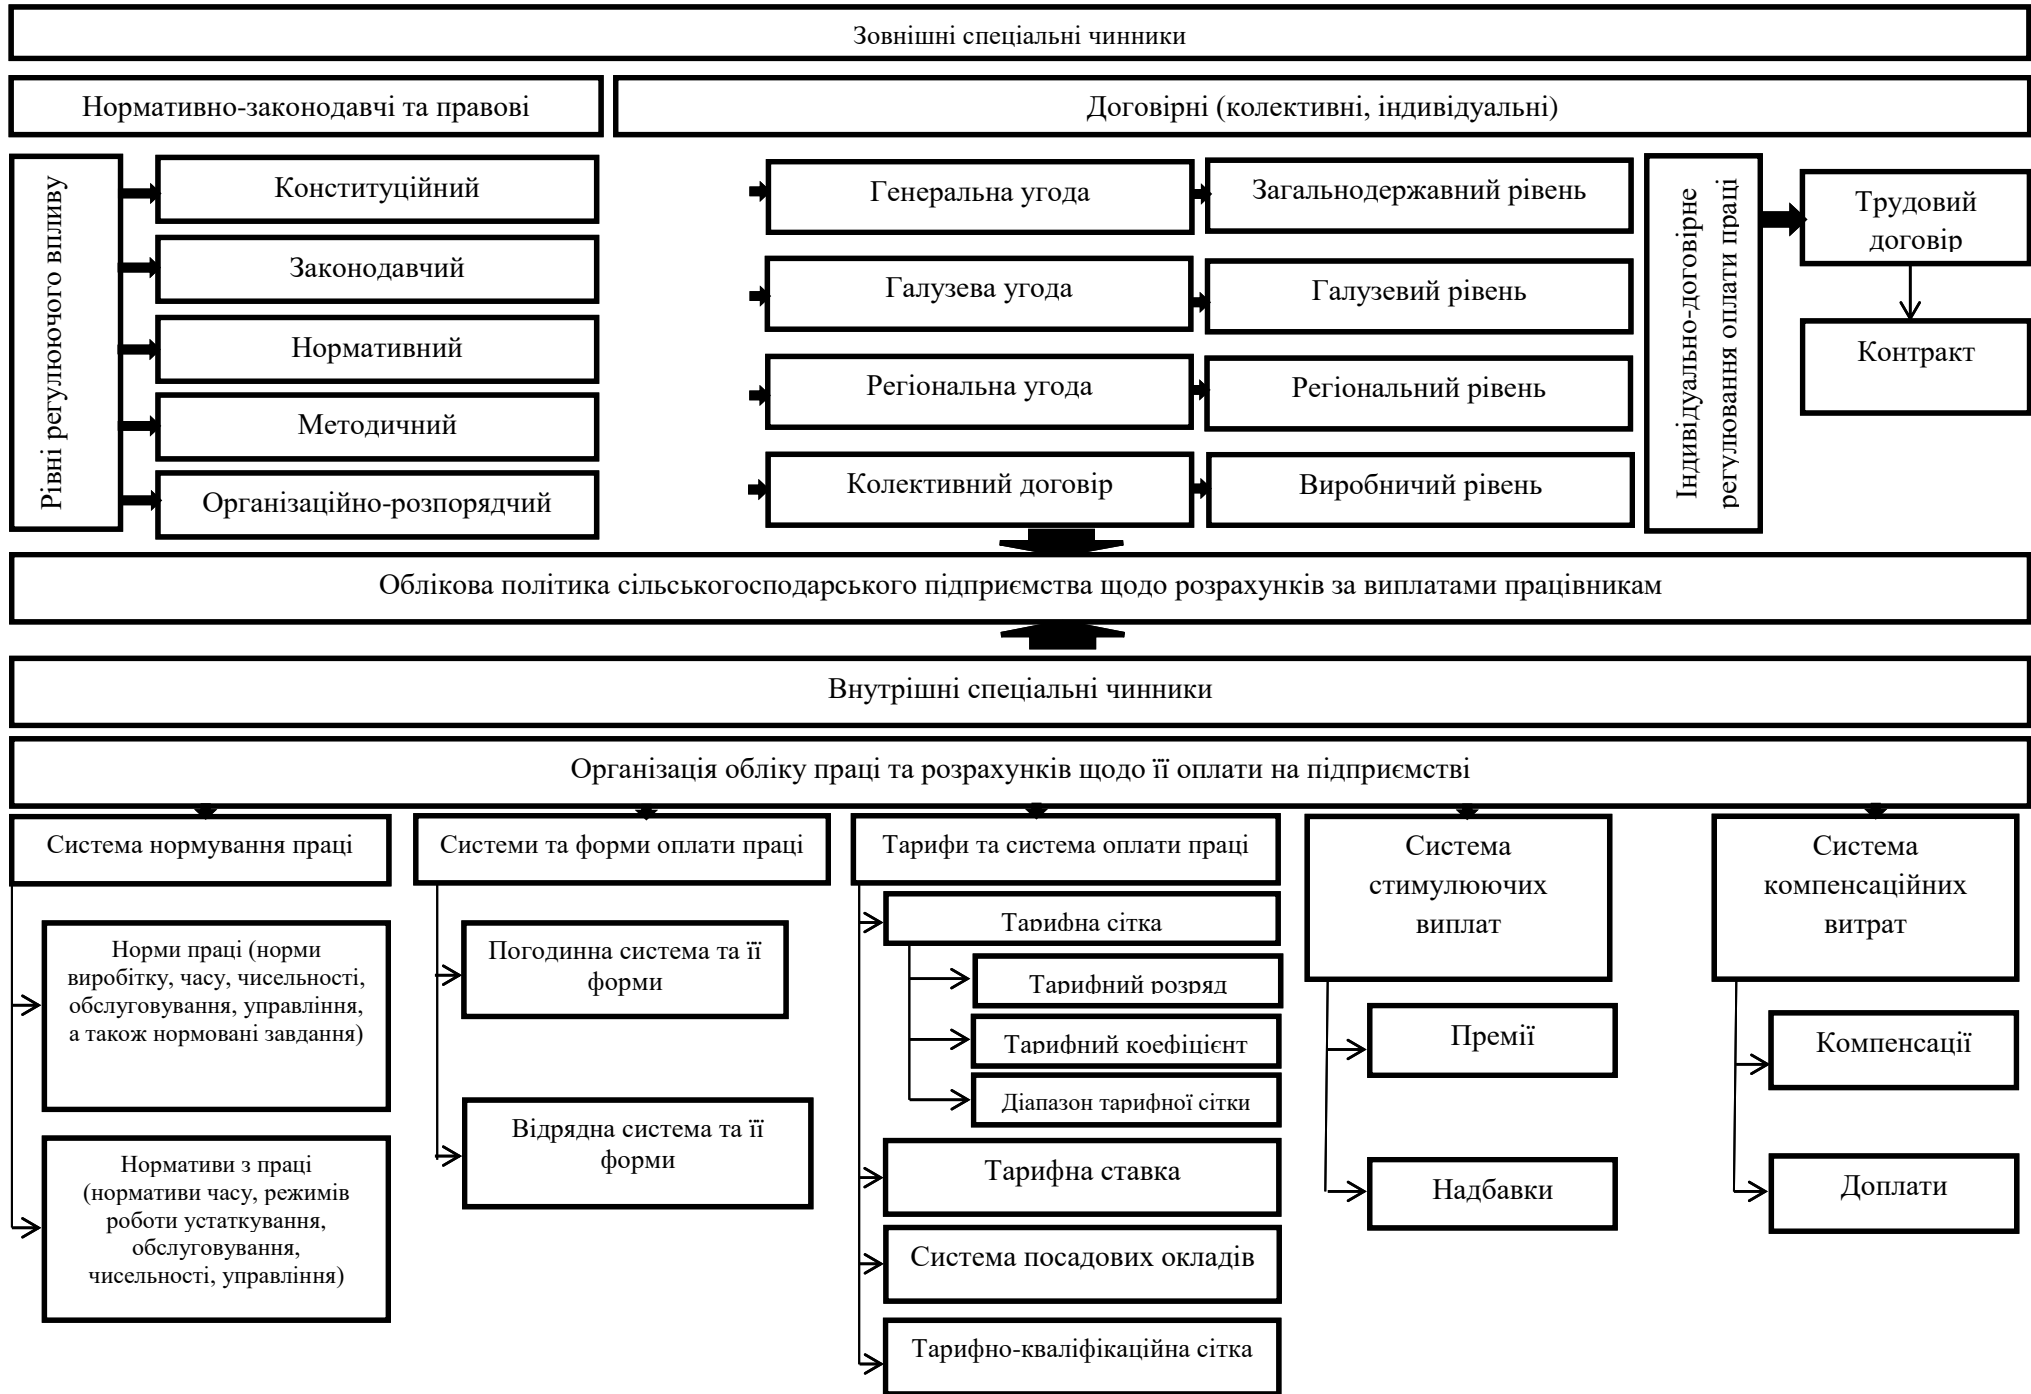 Зовнішні спеціальні чинники
Нормативно-законодавчі та правові
Договірні (колективні, індивідуальні)
Рівні регулюючого впливу
Конституційний
Законодавчий
Нормативний
Методичний
Організаційно-розпорядчий
Генеральна угода
Загальнодержавний рівень
Галузева угода
Галузевий рівень
Регіональна угода
Регіональний рівень
Колективний договір
Виробничий рівень
Індивідуально-договірне
регулювання оплати праці
Трудовий
договір
Контракт
Облікова політика сільськогосподарського підприємства щодо розрахунків за виплатами працівникам
Внутрішні спеціальні чинники
Організація обліку праці та розрахунків щодо її оплати на підприємстві
Система нормування праці
Норми праці (норми
виробітку, часу, чисельності,
обслуговування, управління,
а також нормовані завдання)
Нормативи з праці
(нормативи часу, режимів
роботи устаткування,
обслуговування,
чисельності, управління)
Системи та форми оплати праці
Погодинна система та її
форми
Відрядна система та її
форми
Тарифи та система оплати праці
Тарифна сітка
Тарифний розряд
Тарифний коефіцієнт
Діапазон тарифної сітки
Тарифна ставка
Система посадових окладів
Тарифно-кваліфікаційна сітка
Система
стимулюючих
виплат
Премії
Надбавки
Система
компенсаційних
витрат
Компенсації
Доплати